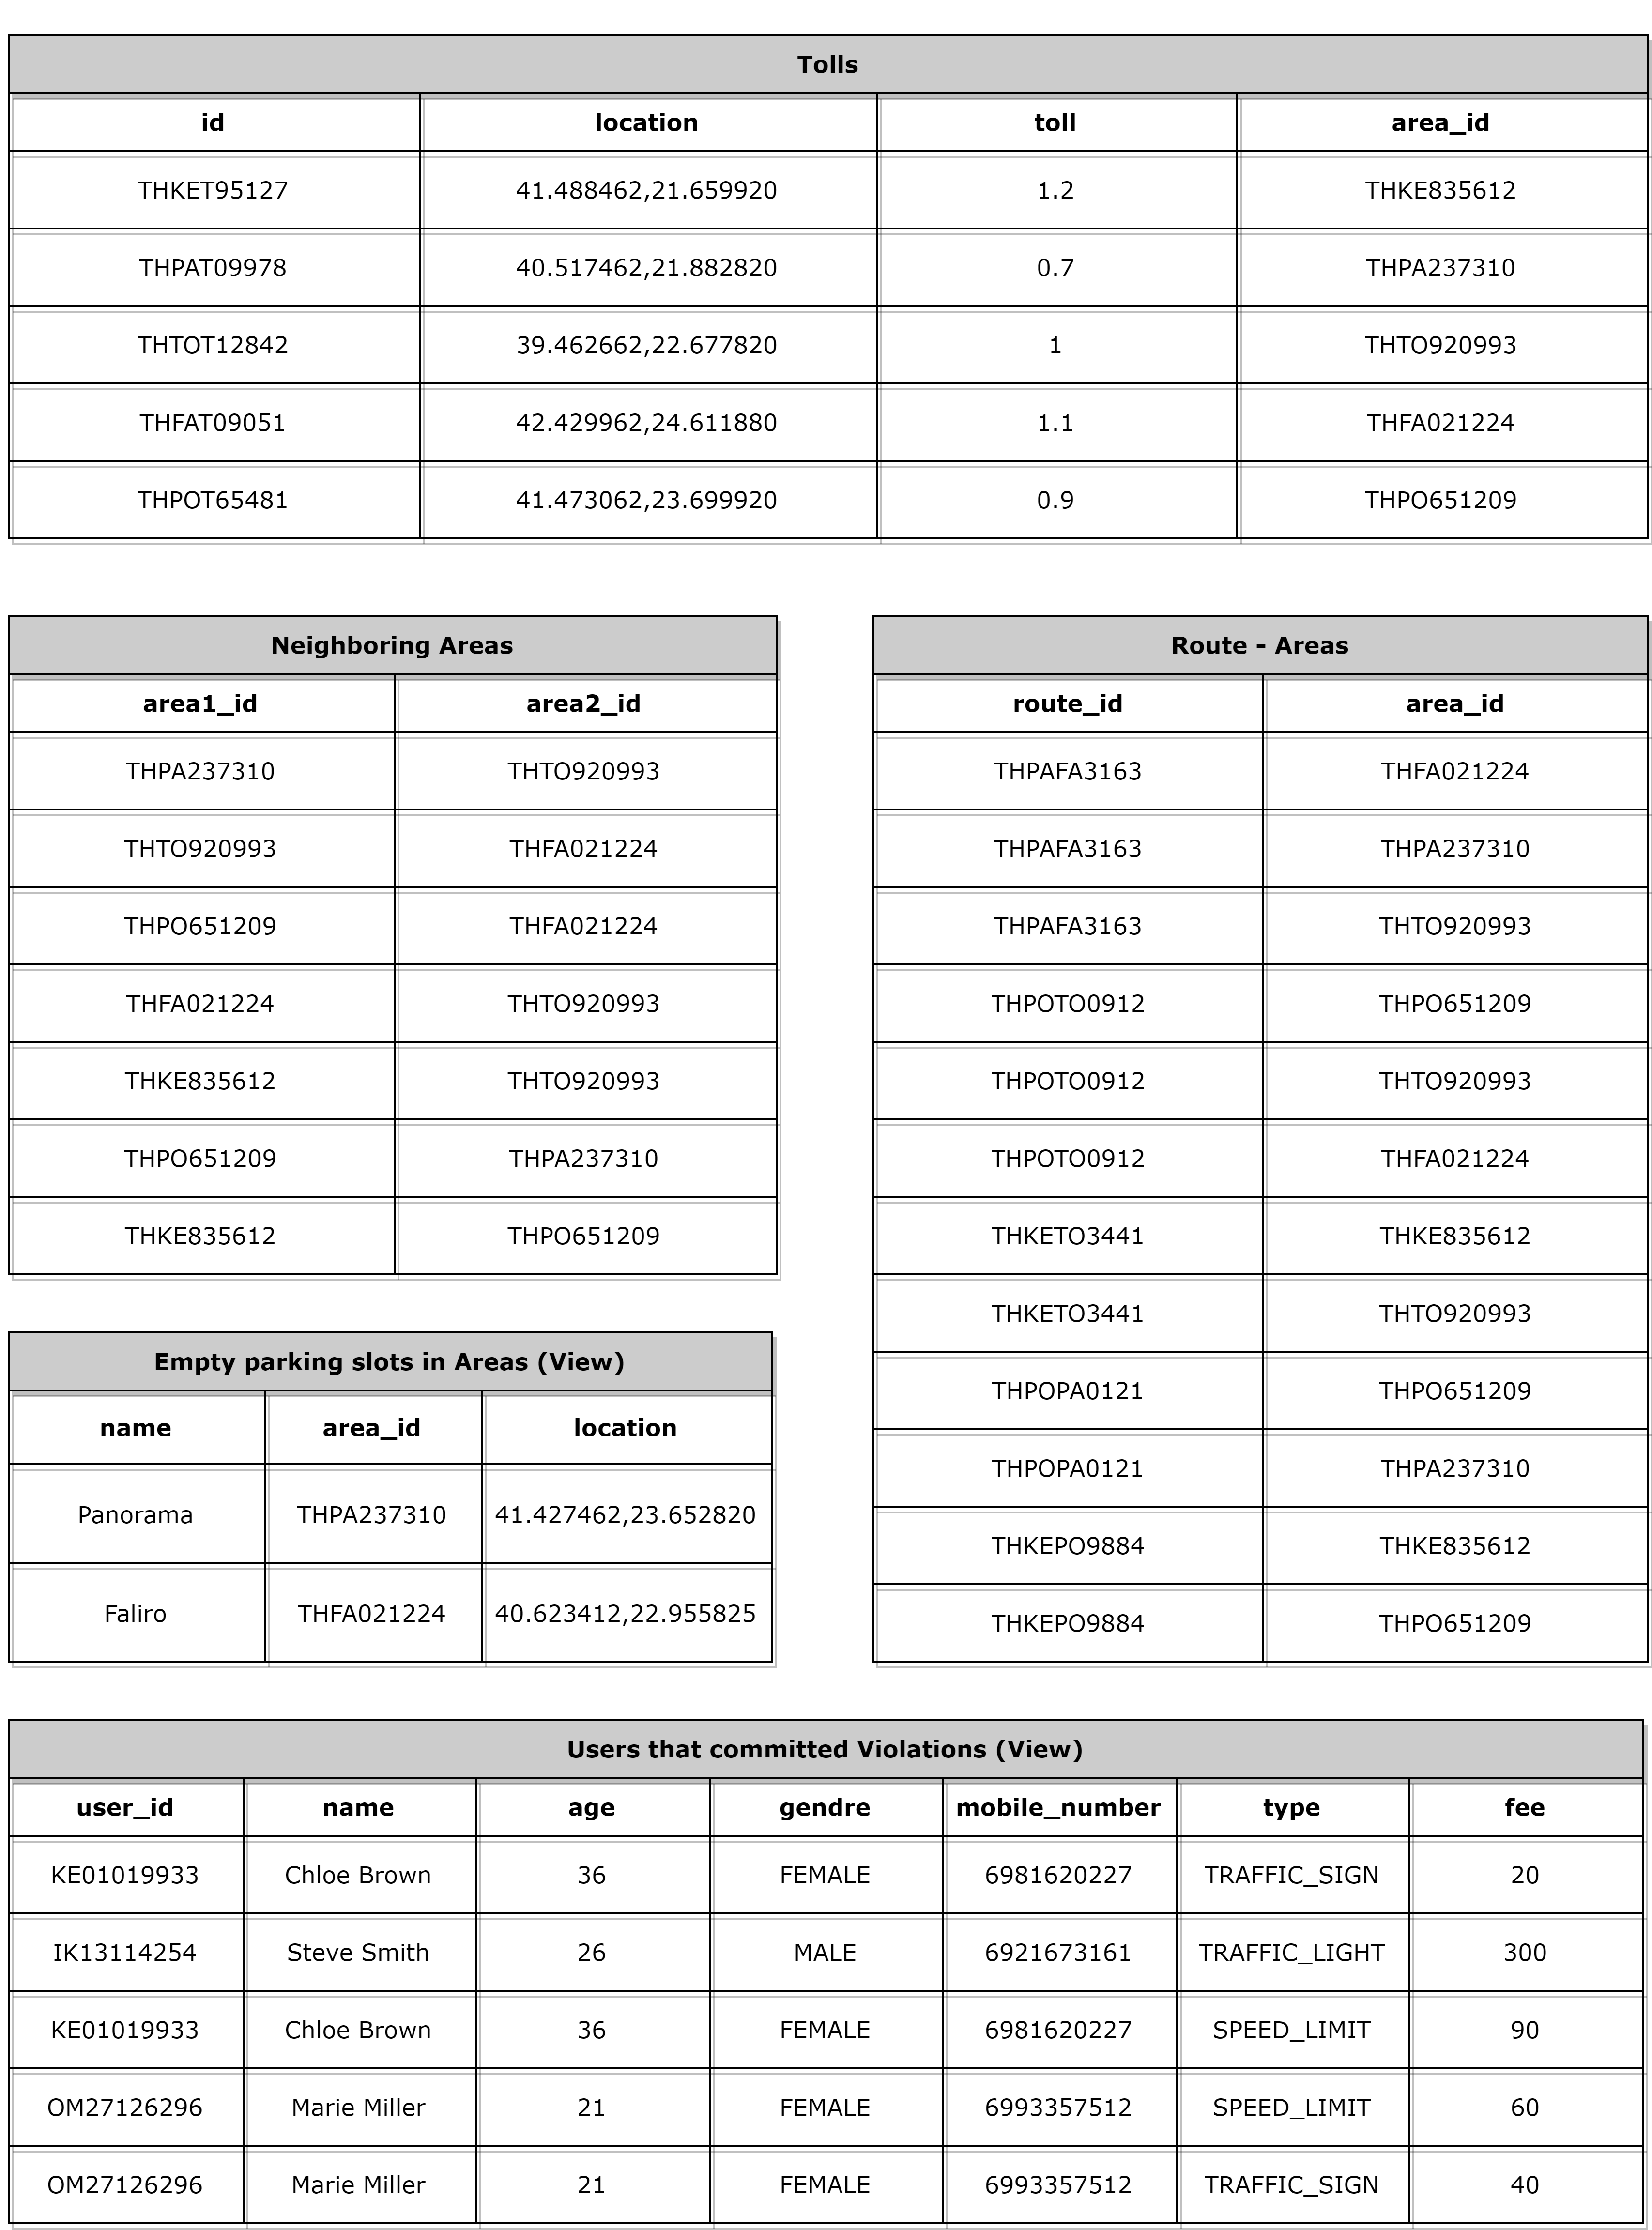 Tolls
id location toll area_id
THKET95127 41.488462,21.659920 1.2 THKE835612
THPAT09978 40.517462,21.882820 0.7 THPA237310
THTOT12842 39.462662,22.677820 1 THTO920993
THFAT09051 42.429962,24.611880 1.1 THFA021224
THPOT65481 41.473062,23.699920 0.9 THPO651209
Neighboring Areas
area1_id area2_id
THPA237310 THTO920993
THTO920993 THFA021224
THPO651209 THFA021224
THFA021224 THTO920993
THKE835612 THTO920993
THPO651209 THPA237310
THKE835612 THPO651209
Route - Areas
route_id area_id
THPAFA3163 THFA021224
THPAFA3163 THPA237310
THPAFA3163 THTO920993
THPOTO0912 THPO651209
THPOTO0912 THTO920993
THPOTO0912 THFA021224
THKETO3441 THKE835612
THKETO3441 THTO920993
THPOPA0121 THPO651209
THPOPA0121 THPA237310
THKEPO9884 THKE835612
THKEPO9884 THPO651209
Empty parking slots in Areas (View)
name area_id location
Panorama THPA237310 41.427462,23.652820
Faliro THFA021224 40.623412,22.955825
Users that committed Violations (View)
user_id name age gendre mobile_number type fee
KE01019933 Chloe Brown 36 FEMALE 6981620227 TRAFFIC_SIGN 20
IK13114254 Steve Smith 26 MALE 6921673161 TRAFFIC_LIGHT 300
KE01019933 Chloe Brown 36 FEMALE 6981620227 SPEED_LIMIT 90
OM27126296 Marie Miller 21 FEMALE 6993357512 SPEED_LIMIT 60
OM27126296 Marie Miller 21 FEMALE 6993357512 TRAFFIC_SIGN 40